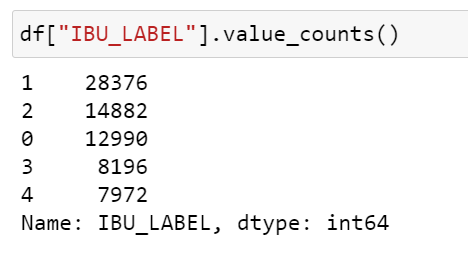 df["IBU_LABEL"].value_counts()
1    28376
2    14882
0    12990
3     8196
4     7972
Name: IBU_LABEL, dtype: int64